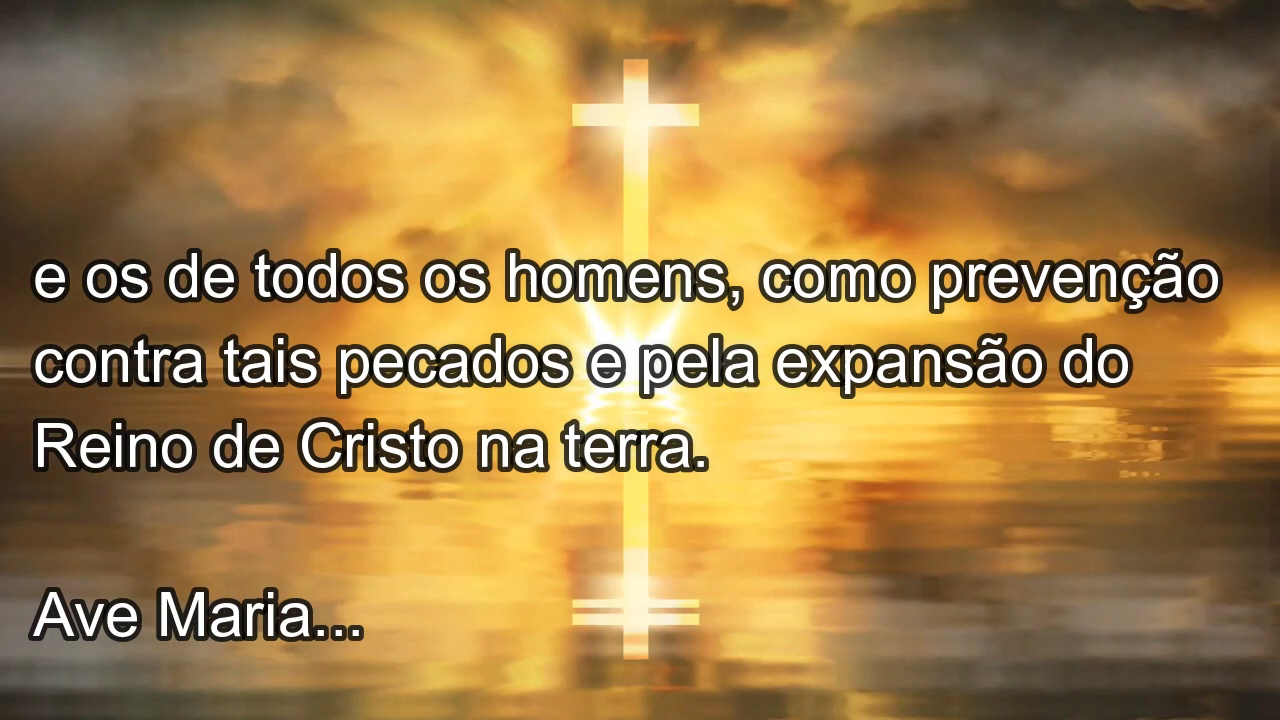 e os de todos os homens, como prevenção
contra tais pecados e pela expansão do
Reino de Cristo na terra.
Ave Maria...